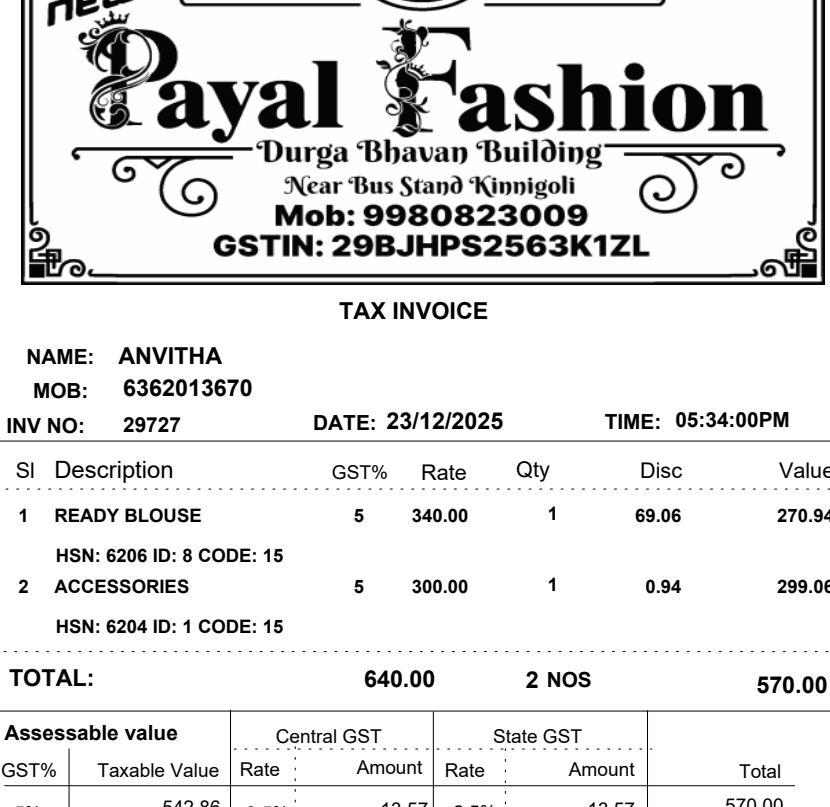 new
Payal Fashion
Durga Bhavan Building
Near Bus Stand Kinnigoli
Mob: 9980823009
GSTIN: 29BJHPS2563K1ZL
TAX INVOICE
NAME: ANVITHA
MOB: 6362013670
INV NO: 29727 DATE: 23/12/2025 TIME: 05:34:00PM
Sl Description GST% Rate Qty Disc Value
1 READY BLOUSE 5 340.00 1 69.06 270.94
HSN: 6206 ID: 8 CODE: 15
2 ACCESSORIES 5 300.00 1 0.94 299.06
HSN: 6204 ID: 1 CODE: 15
TOTAL: 640.00 2 NOS 570.00
Assessable value Central GST State GST
GST% Taxable Value Rate Amount Rate Amount Total
542.86 13.57 13.57 570.00